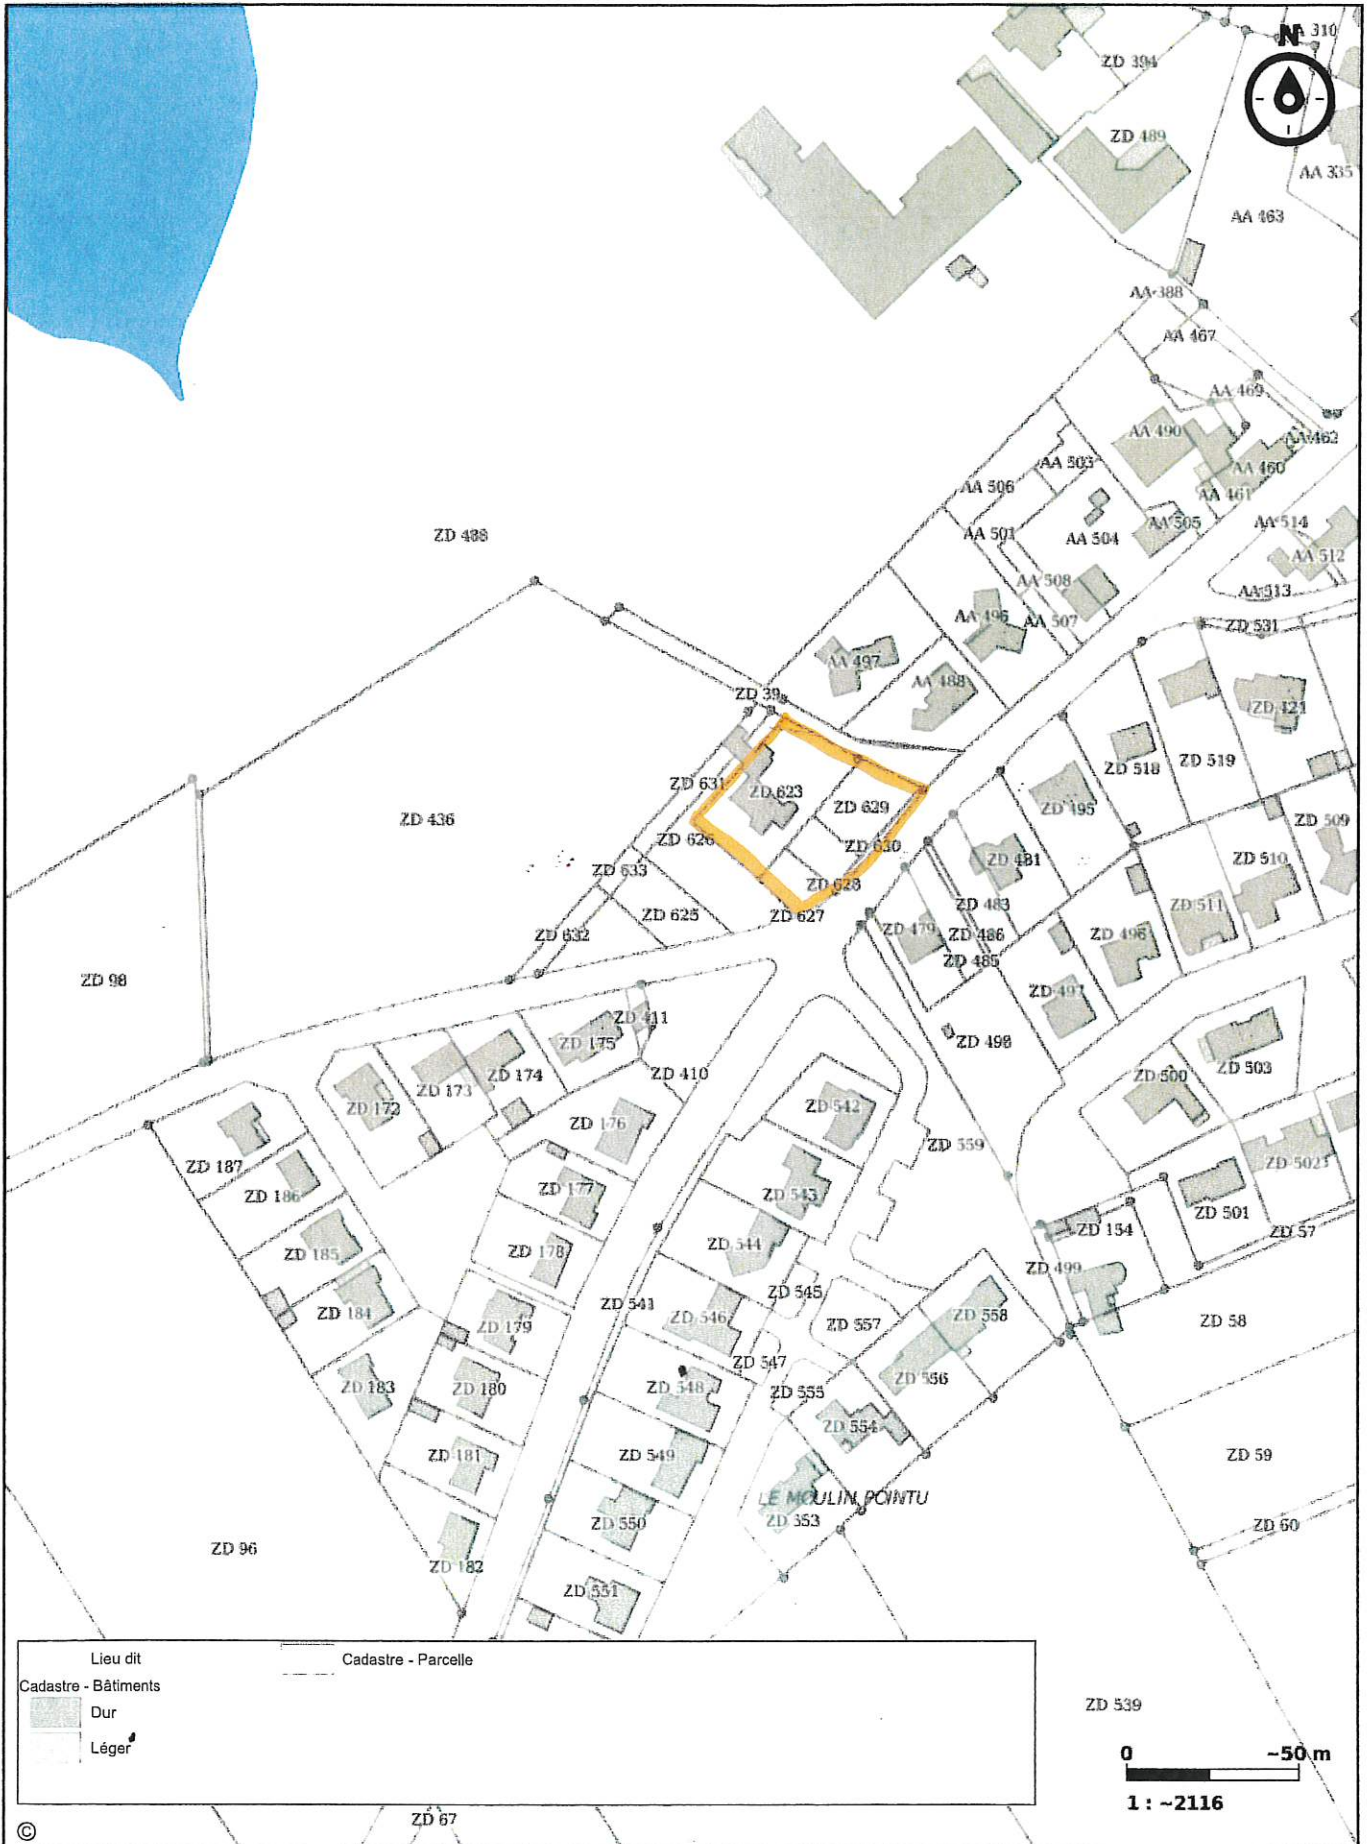 N
AA 310
ZD 394
ZD 489
AA 335
AA 463
AA 388
AA 467
AA 469
AA 490
AA 462
AA 503
AA 460
AA 506
AA 461
AA 505
AA 514
AA 501
AA 504
ZD 488
AA 512
AA 508
AA 513
AA 496
AA 507
ZD 531
AA 497
AA 488
ZD 39
ZD 421
ZD 519
ZD 518
ZD 631
ZD 623
ZD 629
ZD 495
ZD 436
ZD 509
ZD 626
ZD 630
ZD 481
ZD 510
ZD 633
ZD 628
ZD 483
ZD 511
ZD 625
ZD 627
ZD 479
ZD 486
ZD 496
ZD 632
ZD 485
ZD 98
ZD 497
ZD 411
ZD 175
ZD 498
ZD 503
ZD 410
ZD 174
ZD 500
ZD 173
ZD 172
ZD 542
ZD 176
ZD 559
ZD 187
ZD 502
ZD 186
ZD 177
ZD 543
ZD 501
ZD 154
ZD 57
ZD 185
ZD 178
ZD 544
ZD 499
ZD 545
ZD 541
ZD 184
ZD 546
ZD 558
ZD 58
ZD 179
ZD 557
ZD 547
ZD 183
ZD 180
ZD 548
ZD 555
ZD 556
ZD 554
ZD 181
ZD 549
ZD 59
LE MOULIN POINTU
ZD 553
ZD 550
ZD 60
ZD 96
ZD 182
ZD 551
Lieu dit
Cadastre - Parcelle
Cadastre - Bâtiments
Dur
Léger
ZD 539
0 ~50 m
1 : ~2116
ZD 67
©